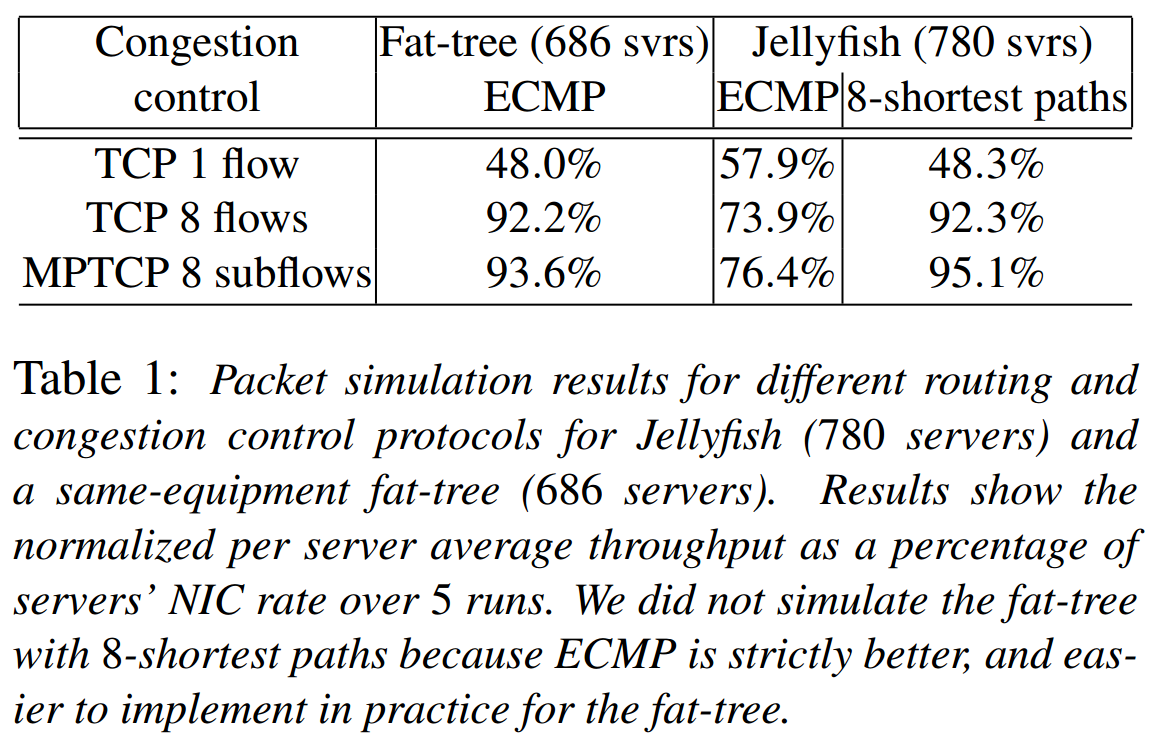 Congestion Fat-tree (686 svrs) Jellyfish (780 svrs)
control ECMP ECMP 8-shortest paths
TCP 1 flow 48.0% 57.9% 48.3%
TCP 8 flows 92.2% 73.9% 92.3%
MPTCP 8 subflows 93.6% 76.4% 95.1%
Table 1: Packet simulation results for different routing and
congestion control protocols for Jellyfish (780 servers) and
a same-equipment fat-tree (686 servers). Results show the
normalized per server average throughput as a percentage of
servers’ NIC rate over 5 runs. We did not simulate the fat-tree
with 8-shortest paths because ECMP is strictly better, and eas-
ier to implement in practice for the fat-tree.